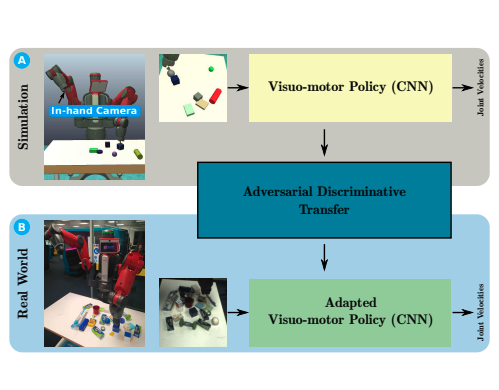 A
Simulation
In-hand Camera
Visuo-motor Policy (CNN)
Joint Velocities
Adversarial Discriminative
Transfer
B
Real World
Adapted
Visuo-motor Policy (CNN)
Joint Velocities